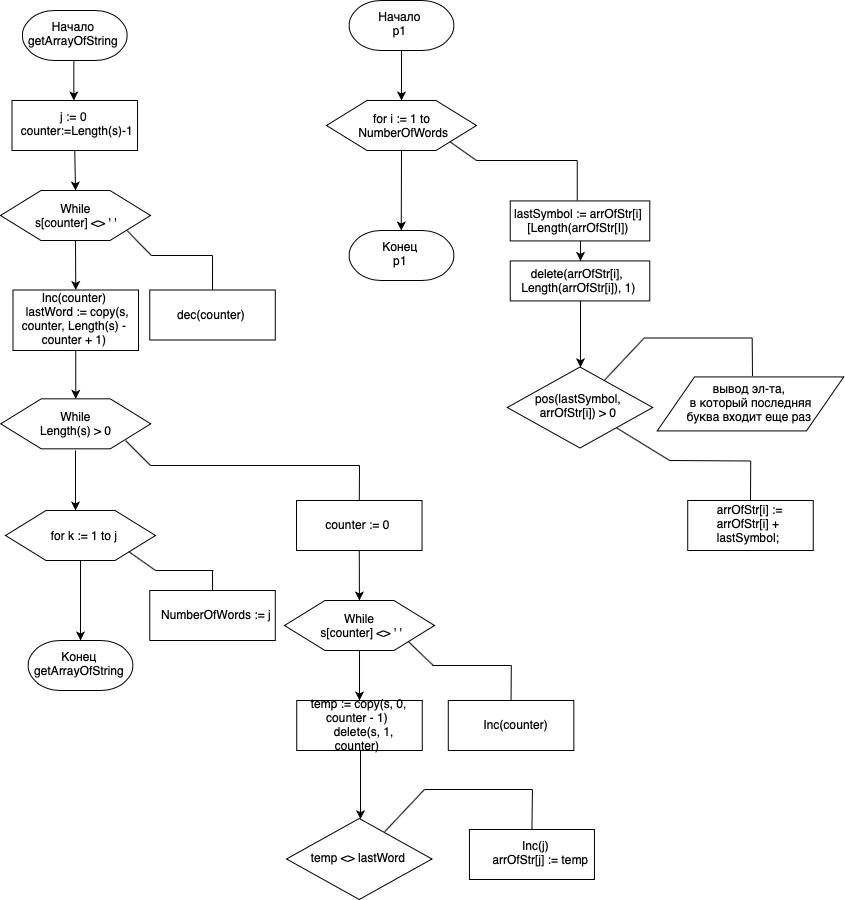 Начало
getArrayOfString
j := 0
counter:=Length(s)-1
While
s[counter] <> ' '
Inc(counter)
lastWord := copy(s,
counter, Length(s) -
counter + 1)
dec(counter)
While
Length(s) > 0
for k := 1 to j
NumberOfWords := j
Конец
getArrayOfString
counter := 0
While
s[counter] <> ' '
temp := copy(s, 0,
counter - 1)
delete(s, 1,
counter)
Inc(counter)
temp <> lastWord
Inc(j)
arrOfStr[j] := temp
Начало
p1
for i := 1 to
NumberOfWords
Конец
p1
lastSymbol := arrOfStr[i]
[Length(arrOfStr[I])
delete(arrOfStr[i],
Length(arrOfStr[i]), 1)
pos(lastSymbol,
arrOfStr[i]) > 0
вывод эл-та,
в который последняя
буква входит еще раз
arrOfStr[i] :=
arrOfStr[i] +
lastSymbol;